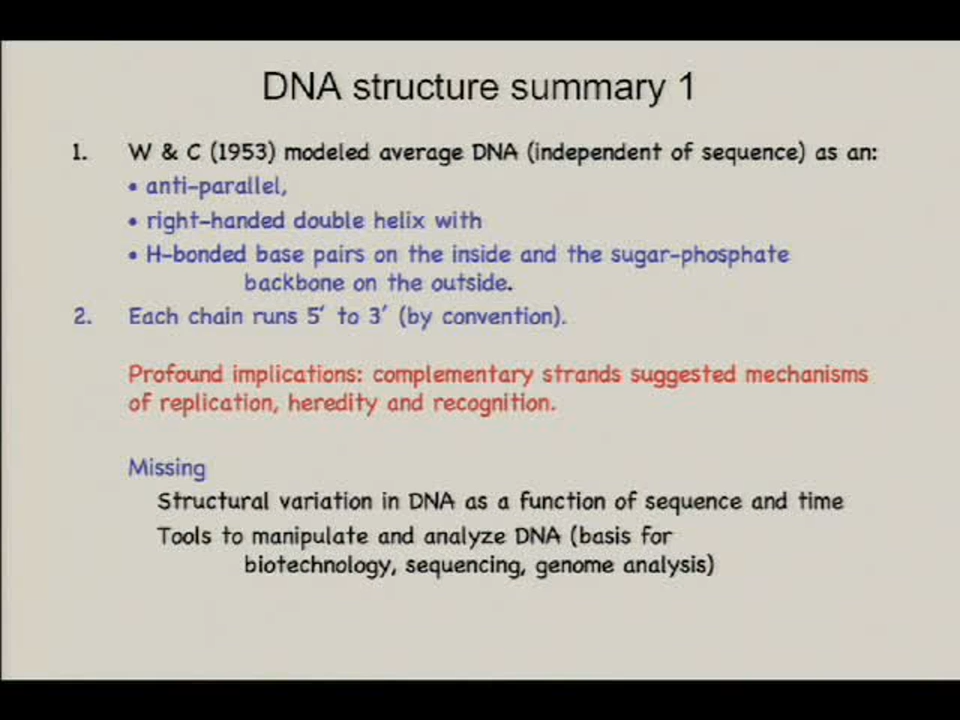 DNA structure summary 1
1. W & C (1953) modeled average DNA (independent of sequence) as an:
• anti-parallel,
• right-handed double helix with
• H-bonded base pairs on the inside and the sugar-phosphate
backbone on the outside.
2. Each chain runs 5′ to 3′ (by convention).
Profound implications: complementary strands suggested mechanisms
of replication, heredity and recognition.
Missing
Structural variation in DNA as a function of sequence and time
Tools to manipulate and analyze DNA (basis for
biotechnology, sequencing, genome analysis)